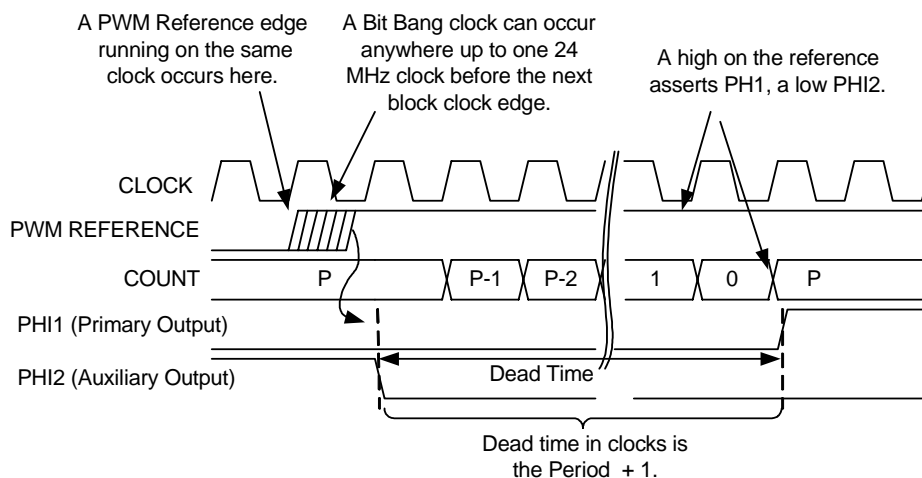 A PWM Reference edge
running on the same
clock occurs here.
A Bit Bang clock can occur
anywhere up to one 24
MHz clock before the next
block clock edge.
A high on the reference
asserts PH1, a low PHI2.
CLOCK
PWM REFERENCE
COUNT
P
P-1
P-2
1
0
P
PHI1 (Primary Output)
PHI2 (Auxiliary Output)
Dead Time
Dead time in clocks is
the Period + 1.